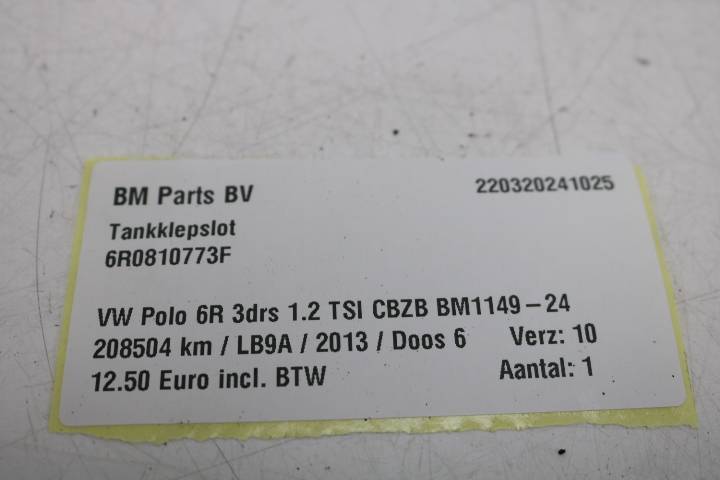 BM Parts BV 220320241025
Tankklepslot
6R0810773F
VW Polo 6R 3drs 1.2 TSI CBZB BM1149-24
208504 km / LB9A / 2013 / Doos 6 Verz: 10
12.50 Euro incl. BTW Aantal: 1